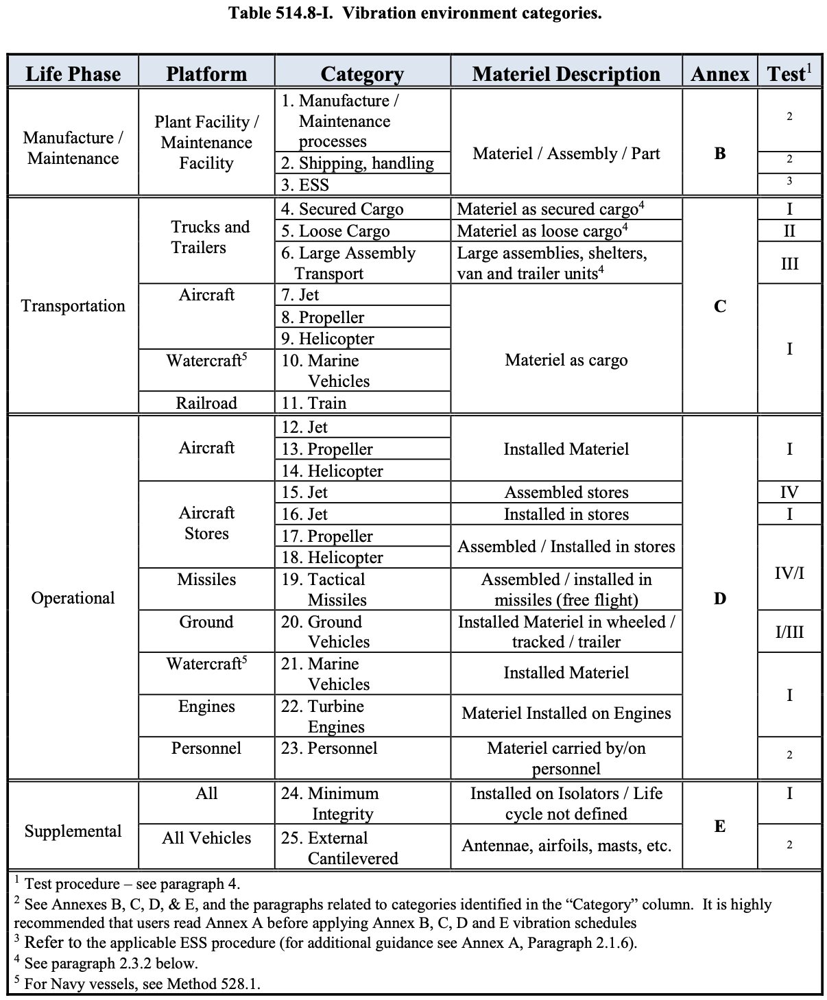 Table 514.8-I. Vibration environment categories.
Life Phase Platform Category Materiel Description Annex Test1
Manufacture /
Maintenance
Plant Facility /
Maintenance
Facility
1. Manufacture /
Maintenance
processes
Materiel / Assembly / Part
B
2
2. Shipping, handling
2
3. ESS
3
Transportation
Trucks and
Trailers
4. Secured Cargo
Materiel as secured cargo4
C
I
5. Loose Cargo
Materiel as loose cargo4
II
6. Large Assembly
Transport
Large assemblies, shelters,
van and trailer units4
III
Aircraft
7. Jet
8. Propeller
9. Helicopter
Materiel as cargo
I
Watercraft5
10. Marine
Vehicles
Railroad
11. Train
Operational
Aircraft
12. Jet
13. Propeller
14. Helicopter
Installed Materiel
D
I
Aircraft
Stores
15. Jet
Assembled stores
IV
16. Jet
Installed in stores
I
17. Propeller
18. Helicopter
Assembled / Installed in stores
IV/I
Missiles
19. Tactical
Missiles
Assembled / installed in
missiles (free flight)
Ground
20. Ground
Vehicles
Installed Materiel in wheeled /
tracked / trailer
I/III
Watercraft5
21. Marine
Vehicles
Installed Materiel
I
Engines
22. Turbine
Engines
Materiel Installed on Engines
Personnel
23. Personnel
Materiel carried by/on
personnel
2
Supplemental
All
24. Minimum
Integrity
Installed on Isolators / Life
cycle not defined
E
I
All Vehicles
25. External
Cantilevered
Antennae, airfoils, masts, etc.
2
1 Test procedure – see paragraph 4.
2 See Annexes B, C, D, & E, and the paragraphs related to categories identified in the “Category” column. It is highly
recommended that users read Annex A before applying Annex B, C, D and E vibration schedules
3 Refer to the applicable ESS procedure (for additional guidance see Annex A, Paragraph 2.1.6).
4 See paragraph 2.3.2 below.
5 For Navy vessels, see Method 528.1.